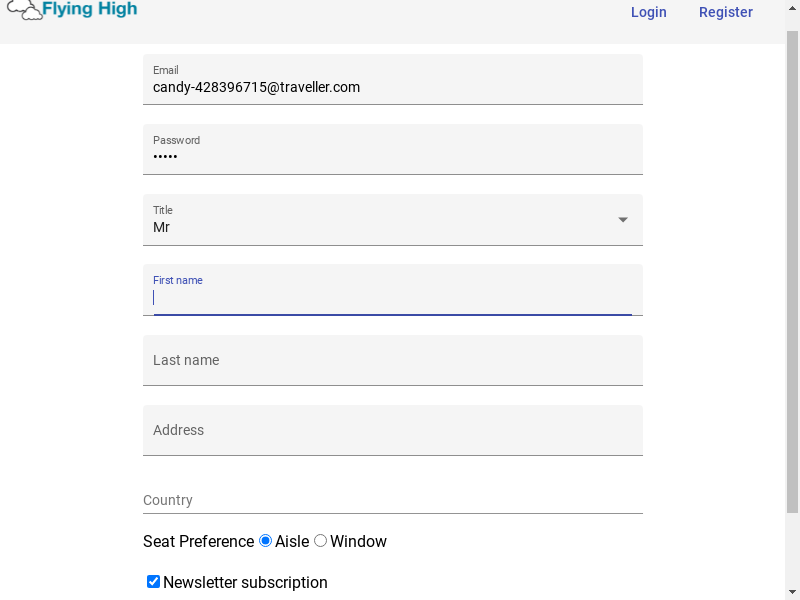 Flying High
Login Register
Email
candy-428396715@traveller.com
Password
•••••
Title
Mr
First name
Last name
Address
Country
Seat Preference Aisle Window
Newsletter subscription